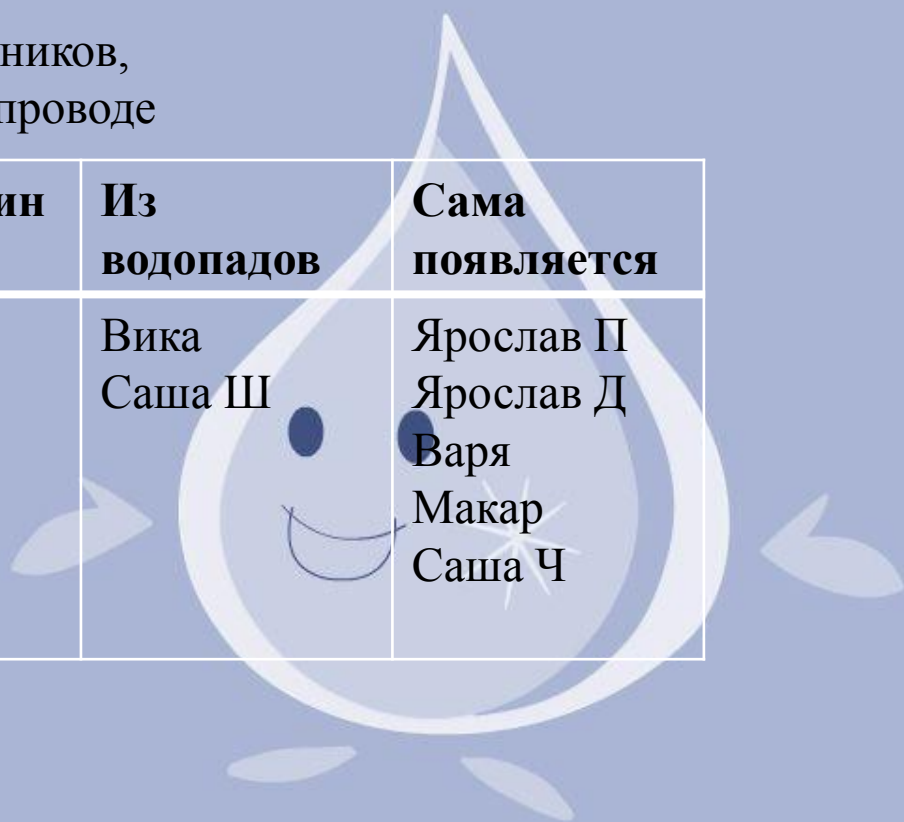 ников,
проводе
ин
Из
водопадов
Сама
появляется
Вика
Саша Ш
Ярослав П
Ярослав Д
Варя
Макар
Саша Ч